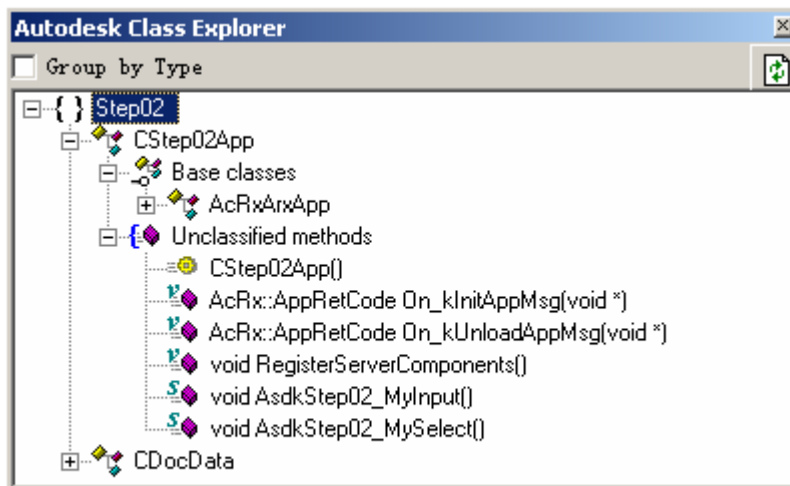 Autodesk Class Explorer
Group by Type
{ } Step02
CStep02App
Base classes
AcRxArxApp
Unclassified methods
CStep02App()
AcRx::AppRetCode On_kInitAppMsg(void *)
AcRx::AppRetCode On_kUnloadAppMsg(void *)
void RegisterServerComponents()
void AsdkStep02_MyInput()
void AsdkStep02_MySelect()
CDocData